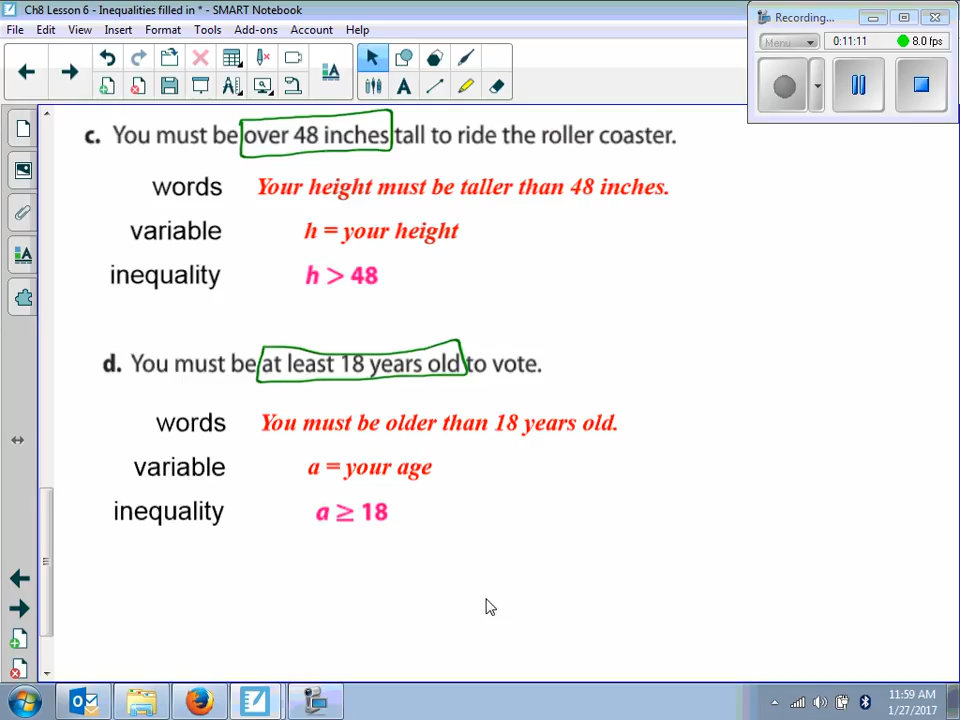 Ch8 Lesson 6 - Inequalities filled in * - SMART Notebook
File Edit View Insert Format Tools Add-ons Account Help
Recording...
Menu 0:11:11 8.0 fps
c. You must be over 48 inches tall to ride the roller coaster.
words Your height must be taller than 48 inches.
variable h = your height
inequality h > 48
d. You must be at least 18 years old to vote.
words You must be older than 18 years old.
variable a = your age
inequality a ≥ 18
11:59 AM
1/27/2017